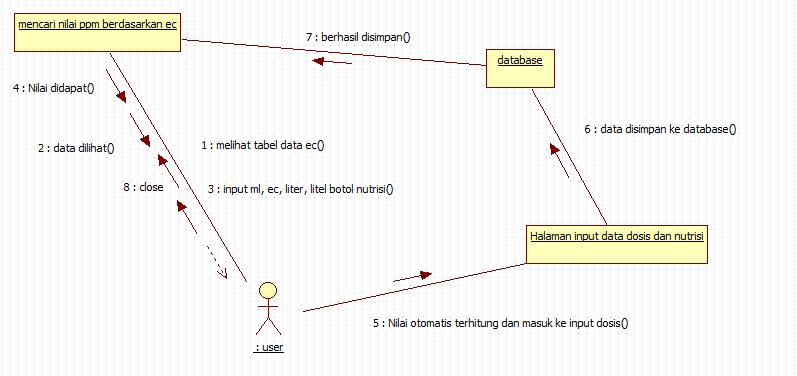 mencari nilai ppm berdasarkan ec
7 : berhasil disimpan()
database
4 : Nilai didapat()
6 : data disimpan ke database()
2 : data dilihat()
1 : melihat tabel data ec()
8 : close
3 : input ml, ec, liter, litel botol nutrisi()
Halaman input data dosis dan nutrisi
5 : Nilai otomatis terhitung dan masuk ke input dosis()
: user